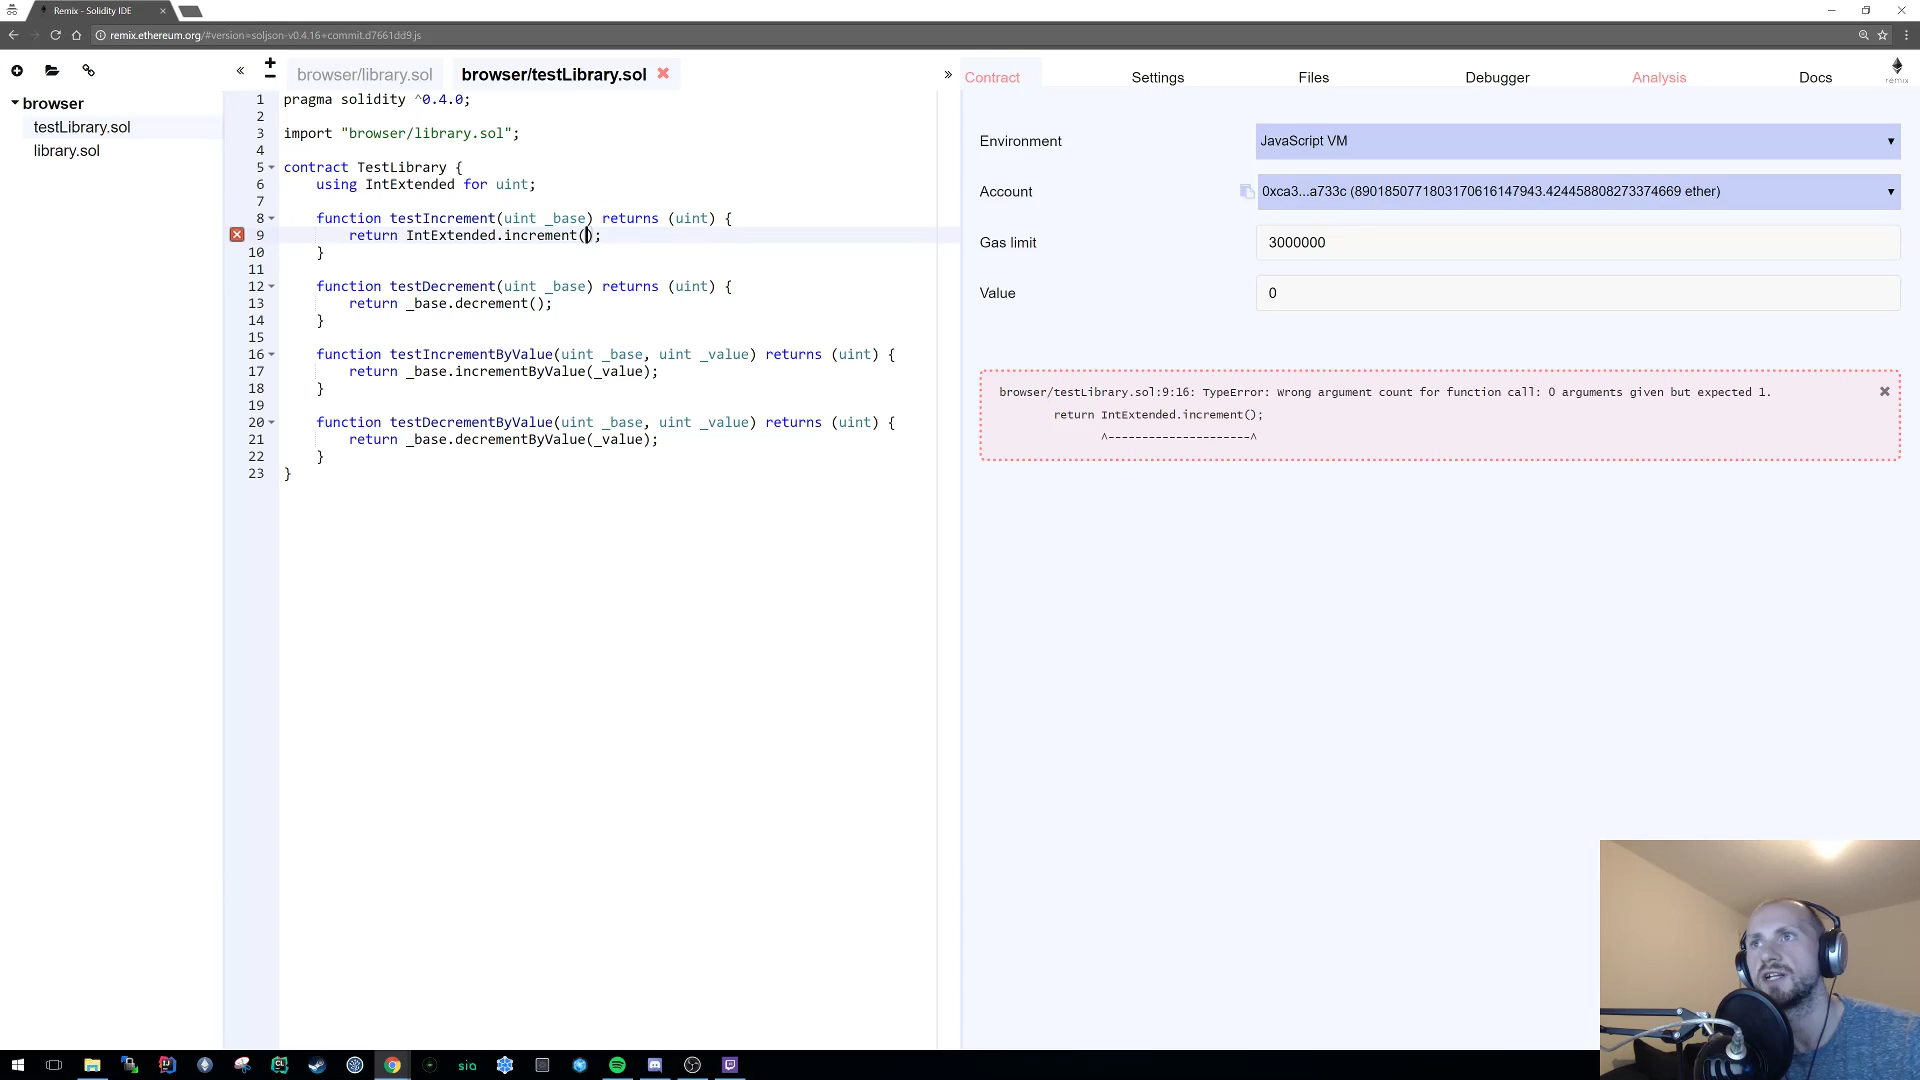 Remix - Solidity IDE
remix.ethereum.org/#version=soljson-v0.4.16+commit.d7661dd9.js
browser
testLibrary.sol
library.sol
browser/library.sol
browser/testLibrary.sol
1 pragma solidity ^0.4.0;
2
3 import "browser/library.sol";
4
5 contract TestLibrary {
6 using IntExtended for uint;
7
8 function testIncrement(uint _base) returns (uint) {
9 return IntExtended.increment();
10 }
11
12 function testDecrement(uint _base) returns (uint) {
13 return _base.decrement();
14 }
15
16 function testIncrementByValue(uint _base, uint _value) returns (uint) {
17 return _base.incrementByValue(_value);
18 }
19
20 function testDecrementByValue(uint _base, uint _value) returns (uint) {
21 return _base.decrementByValue(_value);
22 }
23 }
Contract Settings Files Debugger Analysis Docs
remix
Environment JavaScript VM
Account 0xca3...a733c (8901850771803170616147943.424458808273374669 ether)
Gas limit 3000000
Value 0
browser/testLibrary.sol:9:16: TypeError: Wrong argument count for function call: 0 arguments given but expected 1.
return IntExtended.increment();
^---------------------^
sia